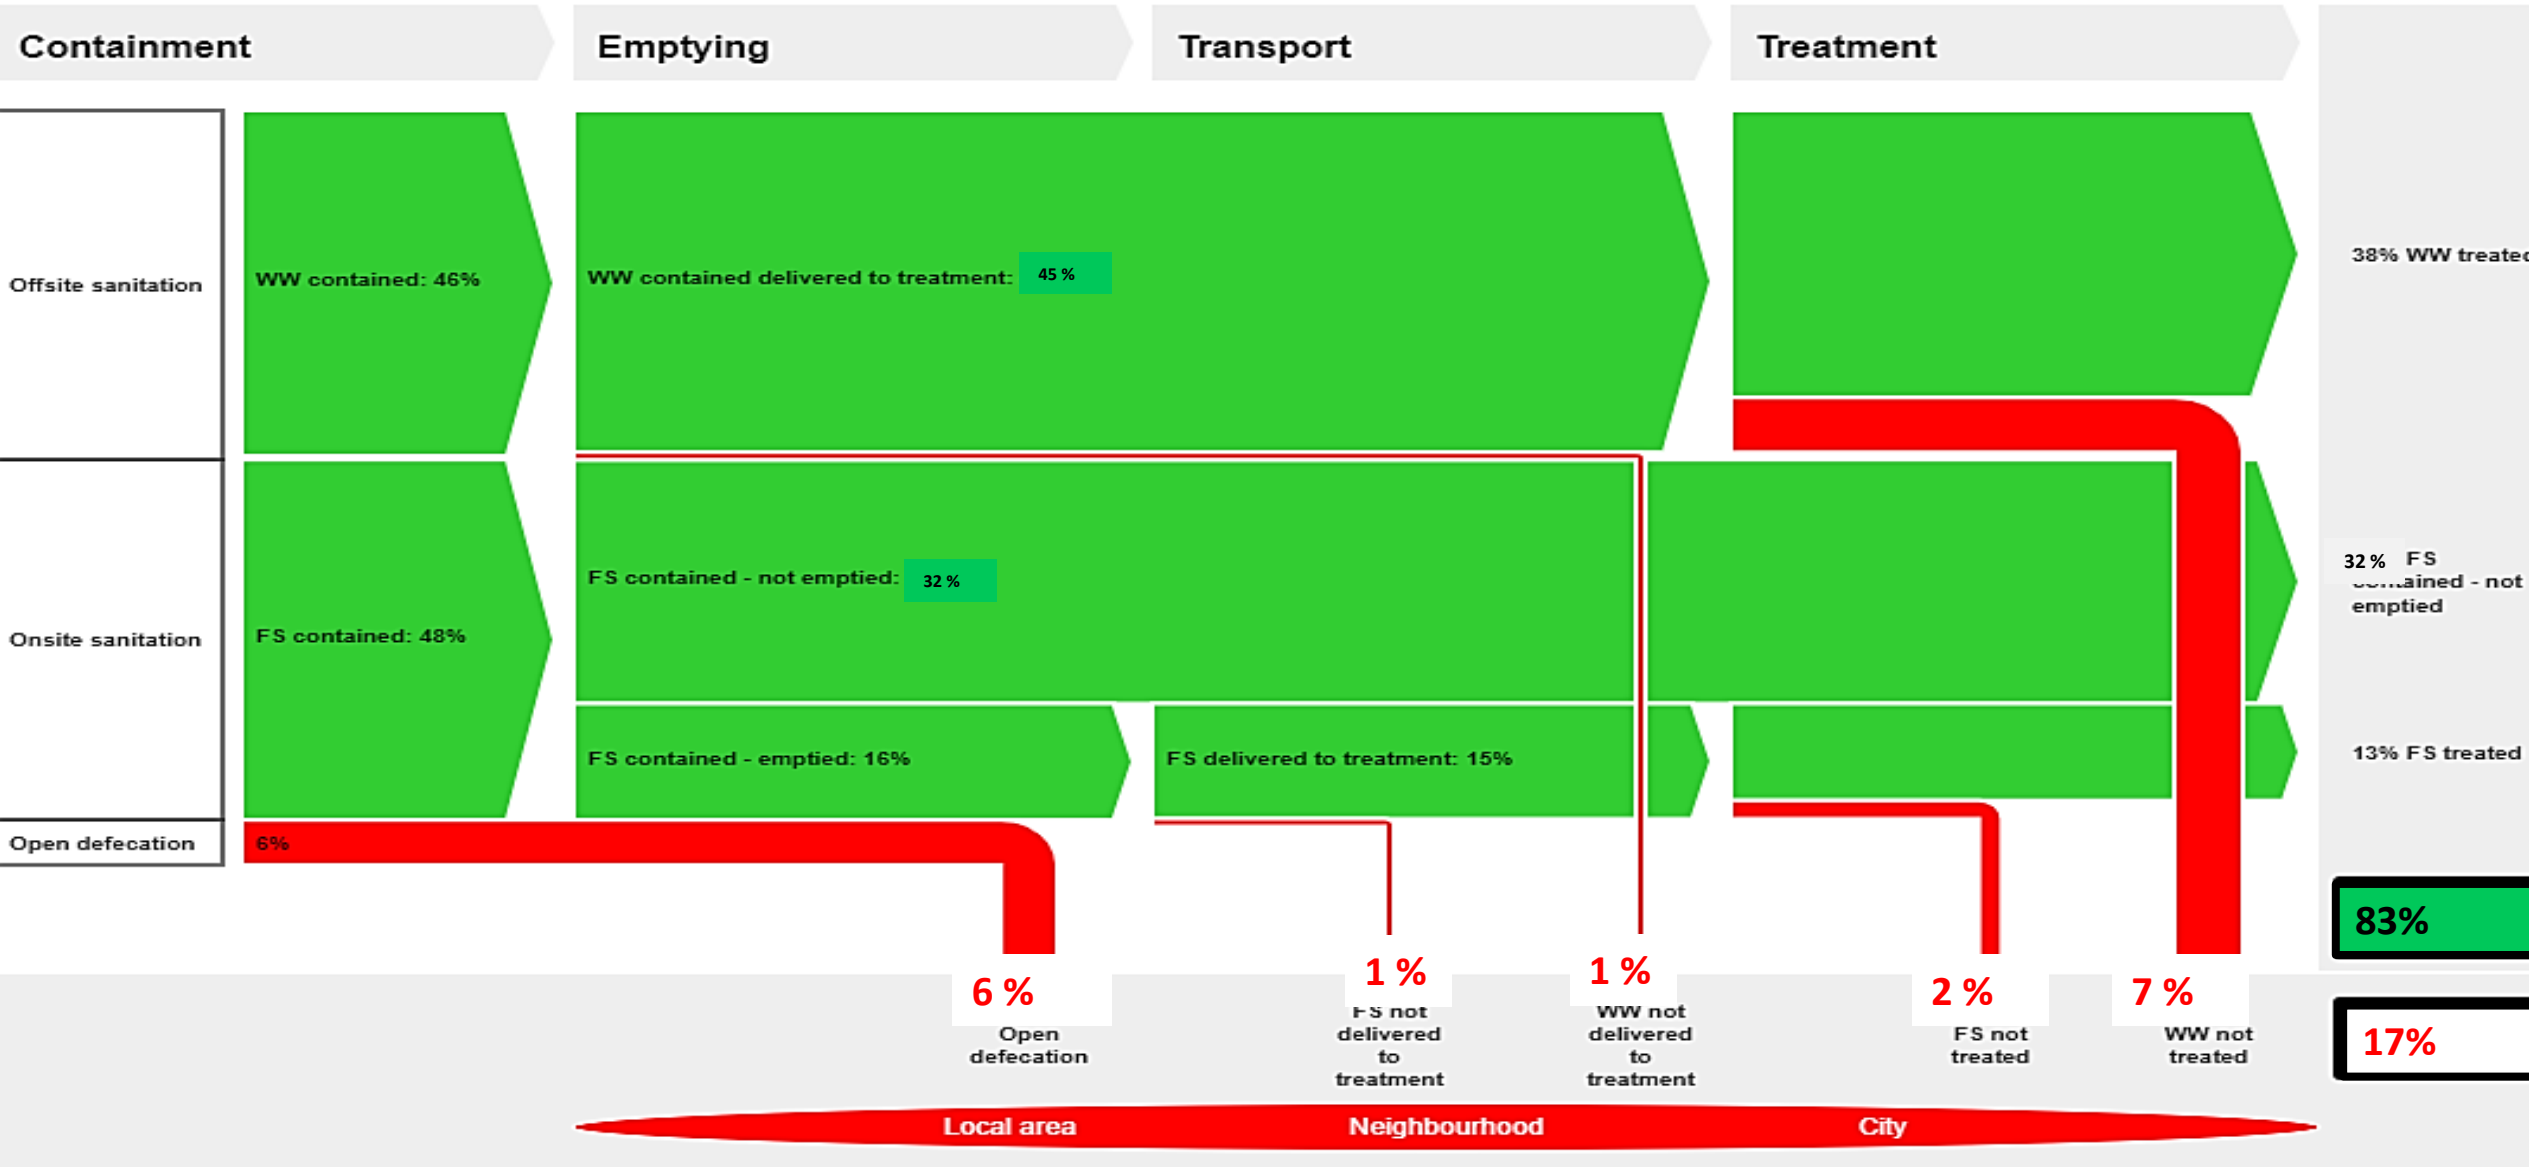 Containment
Emptying
Transport
Treatment
Offsite sanitation
WW contained: 46%
WW contained delivered to treatment: 45 %
38% WW treated
Onsite sanitation
FS contained: 48%
FS contained - not emptied: 32 %
32 % FS
contained - not
emptied
FS contained - emptied: 16%
FS delivered to treatment: 15%
13% FS treated
Open defecation
6%
83%
6 %
Open
defecation
1 %
FS not
delivered
to
treatment
1 %
WW not
delivered
to
treatment
2 %
FS not
treated
7 %
WW not
treated
17%
Local area
Neighbourhood
City